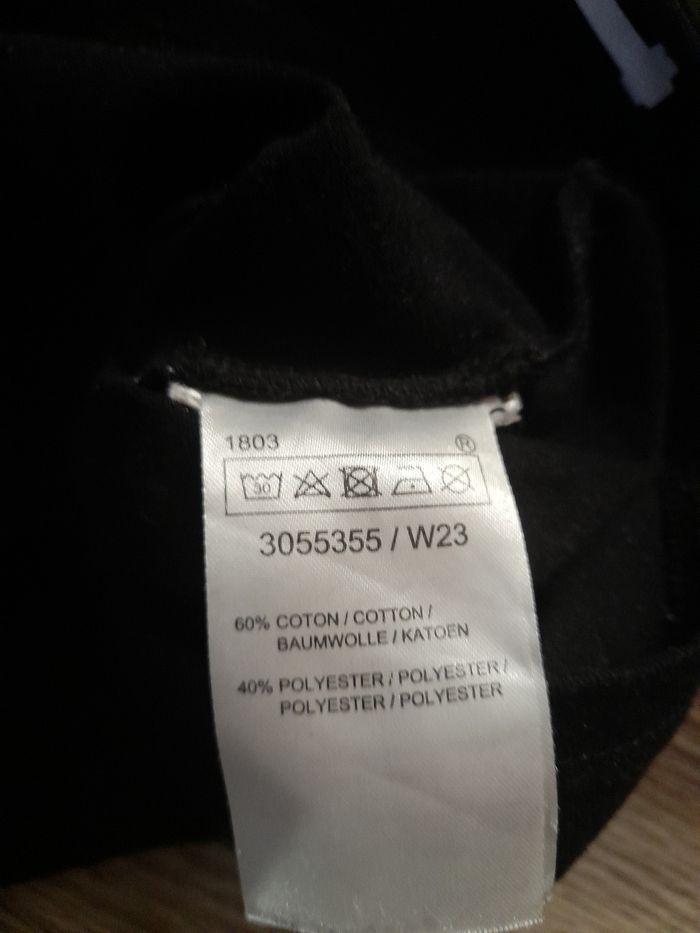 1803 ®
30
3055355 / W23
60% COTON / COTTON /
BAUMWOLLE / KATOEN
40% POLYESTER / POLYESTER /
POLYESTER / POLYESTER